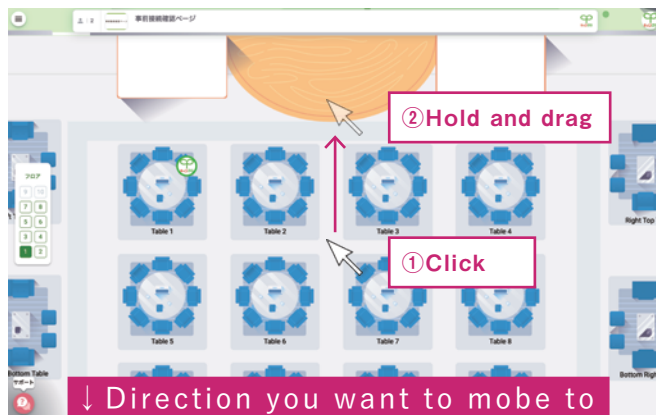 事前接続確認ページ
②Hold and drag
フロア
9 10
7 8
5 6
3 4
1 2
Table 1
Table 2
Table 3
Table 4
Right Top
①Click
Table 5
Table 6
Table 7
Table 8
Bottom Table
Bottom Righ
サポート
↓Direction you want to mobe to